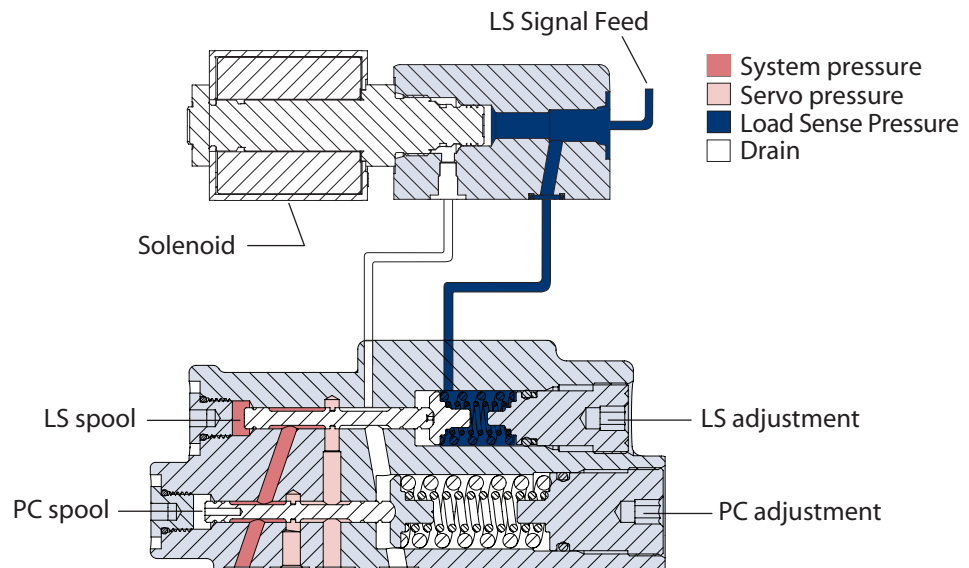 LS Signal Feed
System pressure
Servo pressure
Load Sense Pressure
Drain
Solenoid
LS spool
LS adjustment
PC spool
PC adjustment